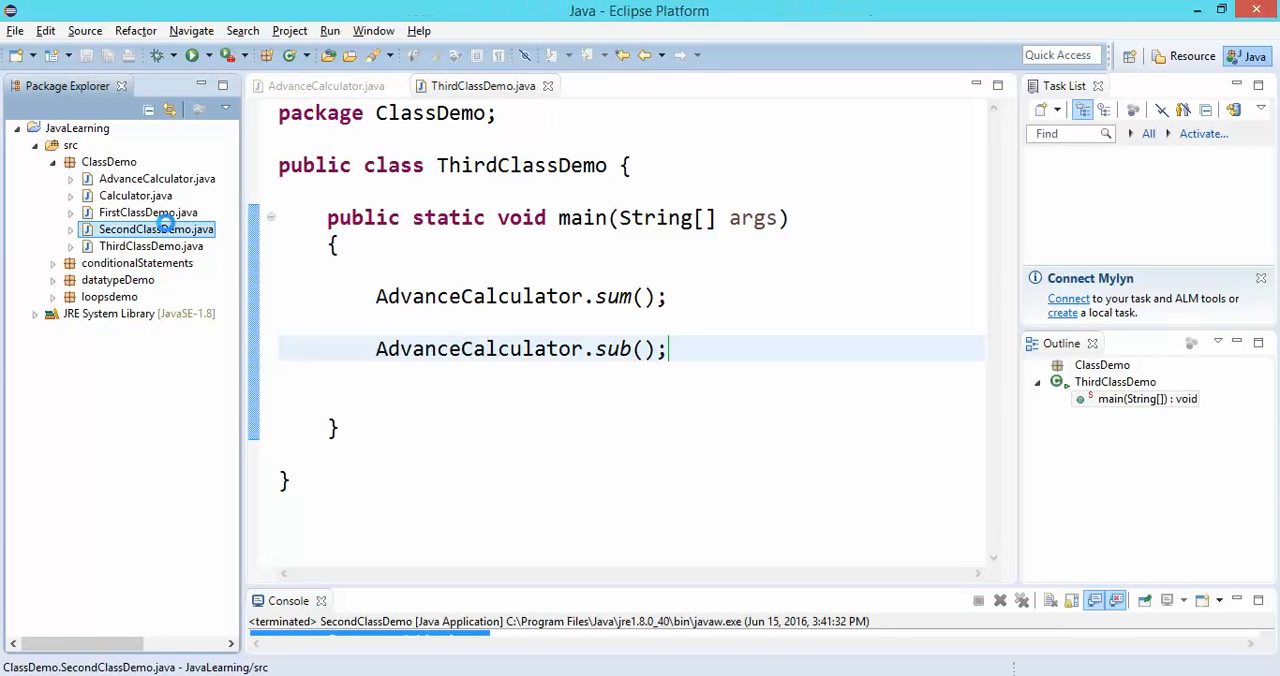 Java - Eclipse Platform
File Edit Source Refactor Navigate Search Project Run Window Help
Quick Access Resource Java
Package Explorer
AdvanceCalculator.java ThirdClassDemo.java
Task List
JavaLearning
src
ClassDemo
AdvanceCalculator.java
Calculator.java
FirstClassDemo.java
SecondClassDemo.java
ThirdClassDemo.java
conditionalStatements
datatypeDemo
loopsdemo
JRE System Library [JavaSE-1.8]
package ClassDemo;
public class ThirdClassDemo {
public static void main(String[] args)
{
AdvanceCalculator.sum();
AdvanceCalculator.sub();
}
}
Find All Activate...
Connect Mylyn
Connect to your task and ALM tools or
create a local task.
Outline
ClassDemo
ThirdClassDemo
S main(String[]) : void
Console
<terminated> SecondClassDemo [Java Application] C:\Program Files\Java\jre1.8.0_40\bin\javaw.exe (Jun 15, 2016, 3:41:32 PM)
ClassDemo.SecondClassDemo.java - JavaLearning/src